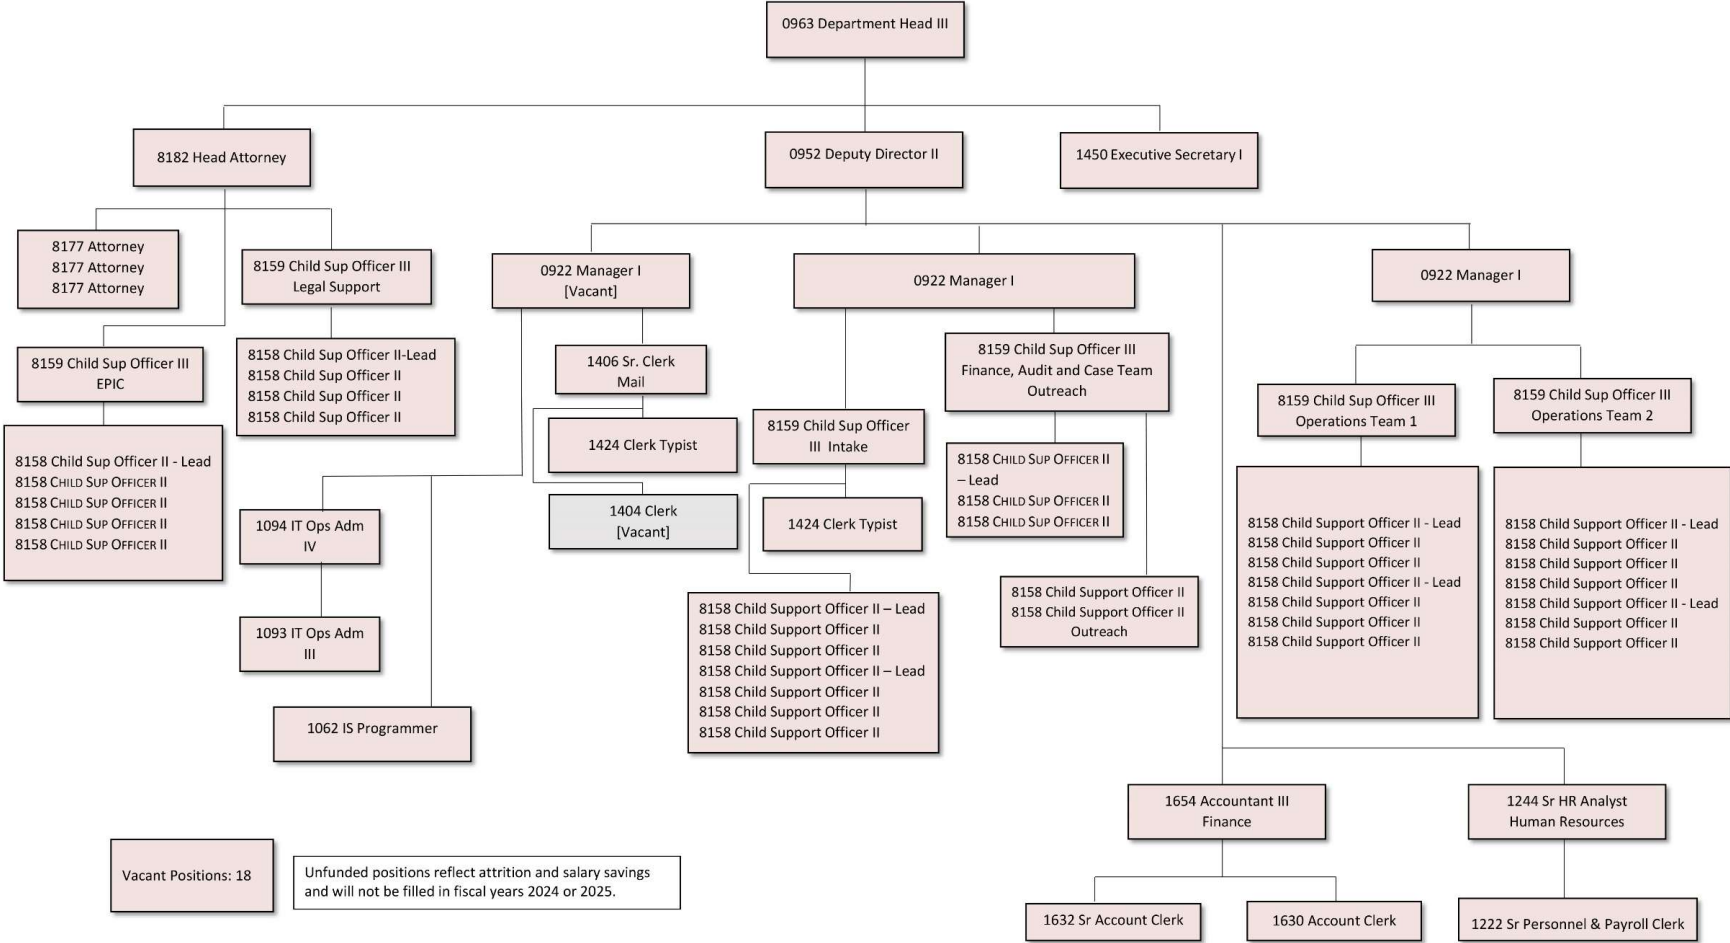 0963 Department Head III
8182 Head Attorney
0952 Deputy Director II
1450 Executive Secretary I
8177 Attorney
8177 Attorney
8177 Attorney
8159 Child Sup Officer III
Legal Support
8159 Child Sup Officer III
EPIC
8158 Child Sup Officer II-Lead
8158 Child Sup Officer II
8158 Child Sup Officer II
8158 Child Sup Officer II
8158 Child Sup Officer II - Lead
8158 CHILD SUP OFFICER II
8158 CHILD SUP OFFICER II
8158 CHILD SUP OFFICER II
8158 CHILD SUP OFFICER II
0922 Manager I
[Vacant]
1406 Sr. Clerk
Mail
1424 Clerk Typist
1404 Clerk
[Vacant]
1094 IT Ops Adm
IV
1093 IT Ops Adm
III
1062 IS Programmer
0922 Manager I
8159 Child Sup Officer III
Finance, Audit and Case Team
Outreach
8159 Child Sup Officer
III Intake
1424 Clerk Typist
8158 CHILD SUP OFFICER II
– Lead
8158 CHILD SUP OFFICER II
8158 CHILD SUP OFFICER II
8158 Child Support Officer II
8158 Child Support Officer II
Outreach
8158 Child Support Officer II – Lead
8158 Child Support Officer II
8158 Child Support Officer II
8158 Child Support Officer II – Lead
8158 Child Support Officer II
8158 Child Support Officer II
8158 Child Support Officer II
0922 Manager I
8159 Child Sup Officer III
Operations Team 1
8159 Child Sup Officer III
Operations Team 2
8158 Child Support Officer II - Lead
8158 Child Support Officer II
8158 Child Support Officer II
8158 Child Support Officer II - Lead
8158 Child Support Officer II
8158 Child Support Officer II
8158 Child Support Officer II
8158 Child Support Officer II - Lead
8158 Child Support Officer II
8158 Child Support Officer II
8158 Child Support Officer II
8158 Child Support Officer II - Lead
8158 Child Support Officer II
8158 Child Support Officer II
1654 Accountant III
Finance
1244 Sr HR Analyst
Human Resources
1632 Sr Account Clerk
1630 Account Clerk
1222 Sr Personnel & Payroll Clerk
Vacant Positions: 18
Unfunded positions reflect attrition and salary savings
and will not be filled in fiscal years 2024 or 2025.